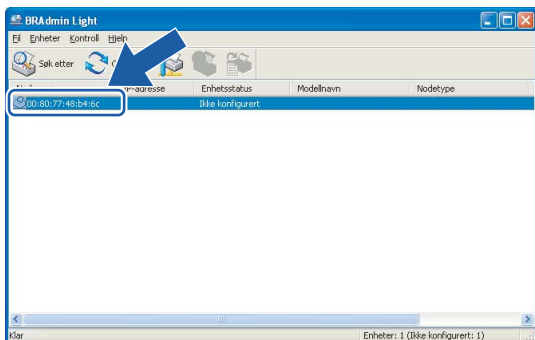 BRAdmin Light
Fil Enheter Kontroll Hjelp
Søk etter
IP-adresse Enhetsstatus Modellnavn Nodetype
00:80:77:48:b4:6c Ikke konfigurert
Klar Enheter: 1 (Ikke konfigurert: 1)